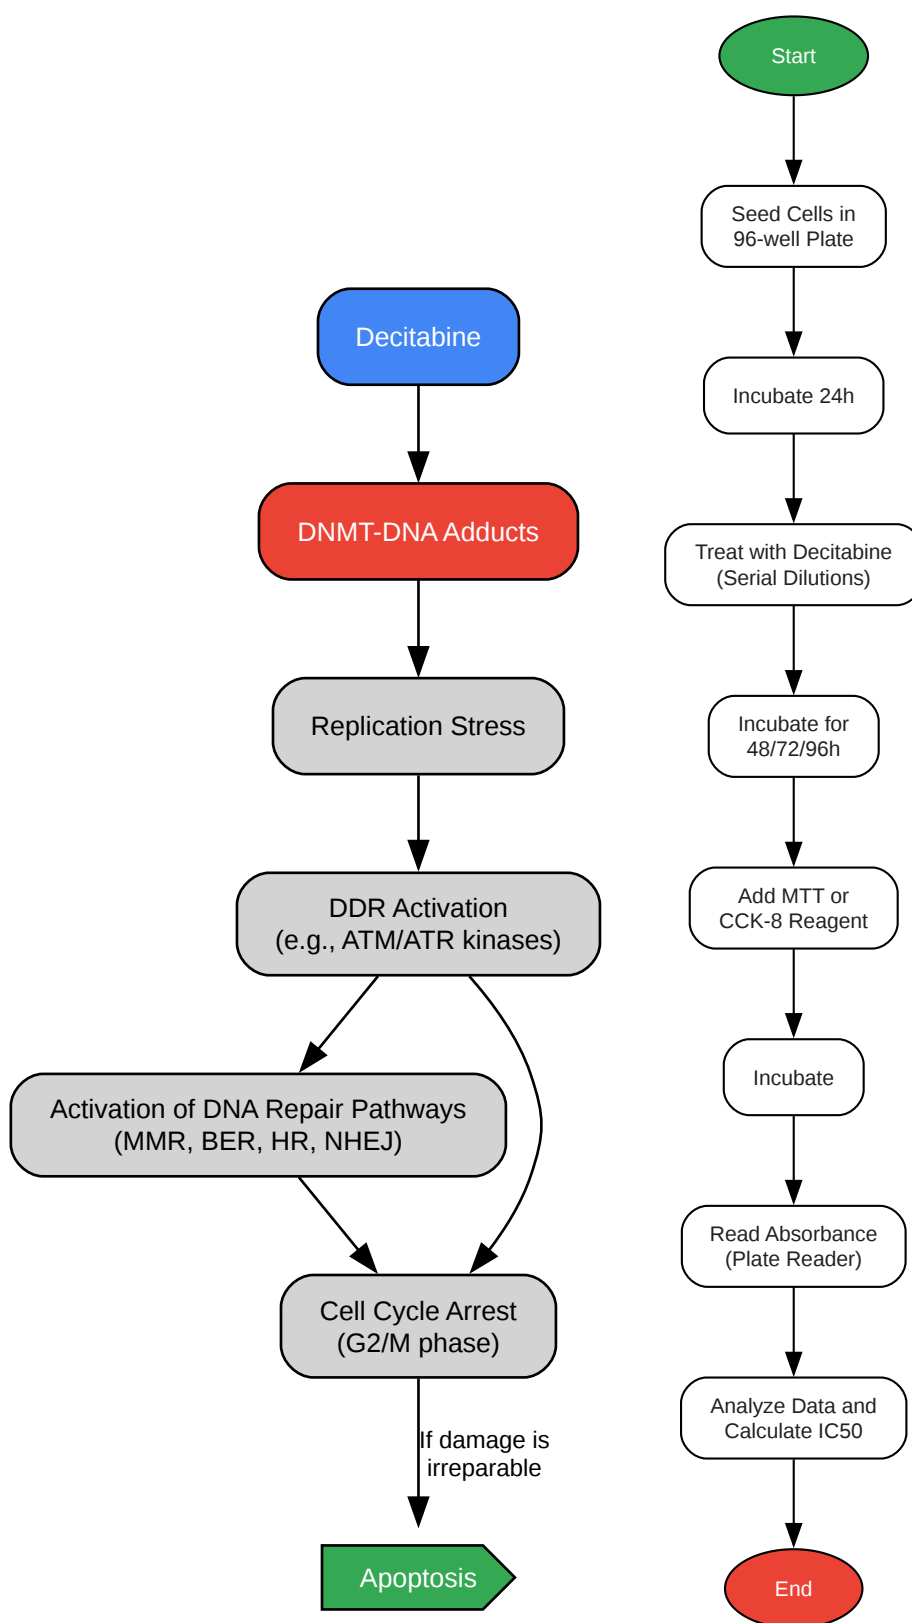 Decitabine
DNMT-DNA Adducts
Replication Stress
DDR Activation
(e.g., ATM/ATR kinases)
Activation of DNA Repair Pathways
(MMR, BER, HR, NHEJ)
Cell Cycle Arrest
(G2/M phase)
If damage is
irreparable
Apoptosis
Start
Seed Cells in
96-well Plate
Incubate 24h
Treat with Decitabine
(Serial Dilutions)
Incubate for
48/72/96h
Add MTT or
CCK-8 Reagent
Incubate
Read Absorbance
(Plate Reader)
Analyze Data and
Calculate IC50
End